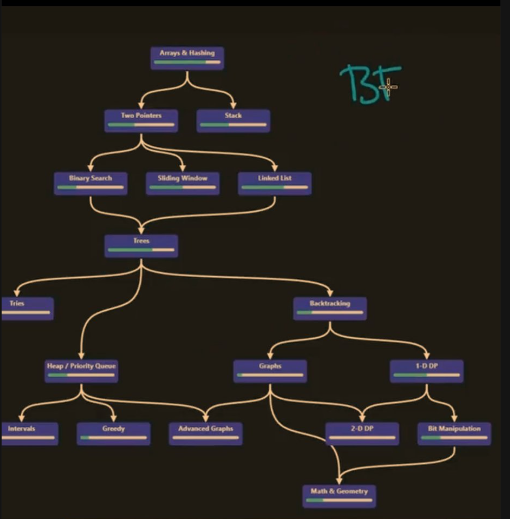 Arrays & Hashing
BF
Two Pointers
Stack
Binary Search
Sliding Window
Linked List
Trees
Tries
Backtracking
Heap / Priority Queue
Graphs
1-D DP
Intervals
Greedy
Advanced Graphs
2-D DP
Bit Manipulation
Math & Geometry